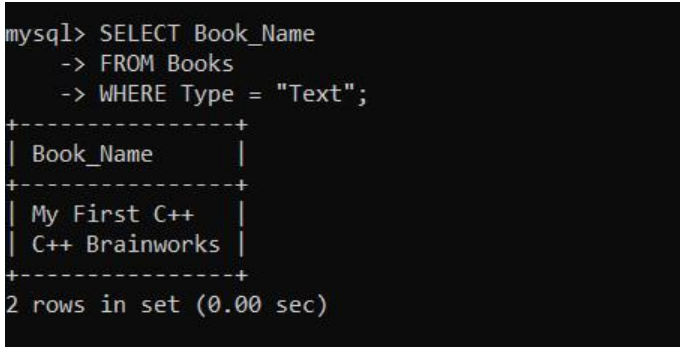 mysql> SELECT Book_Name
    -> FROM Books
    -> WHERE Type = "Text";
+----------------+
| Book_Name      |
+----------------+
| My First C++   |
| C++ Brainworks |
+----------------+
2 rows in set (0.00 sec)